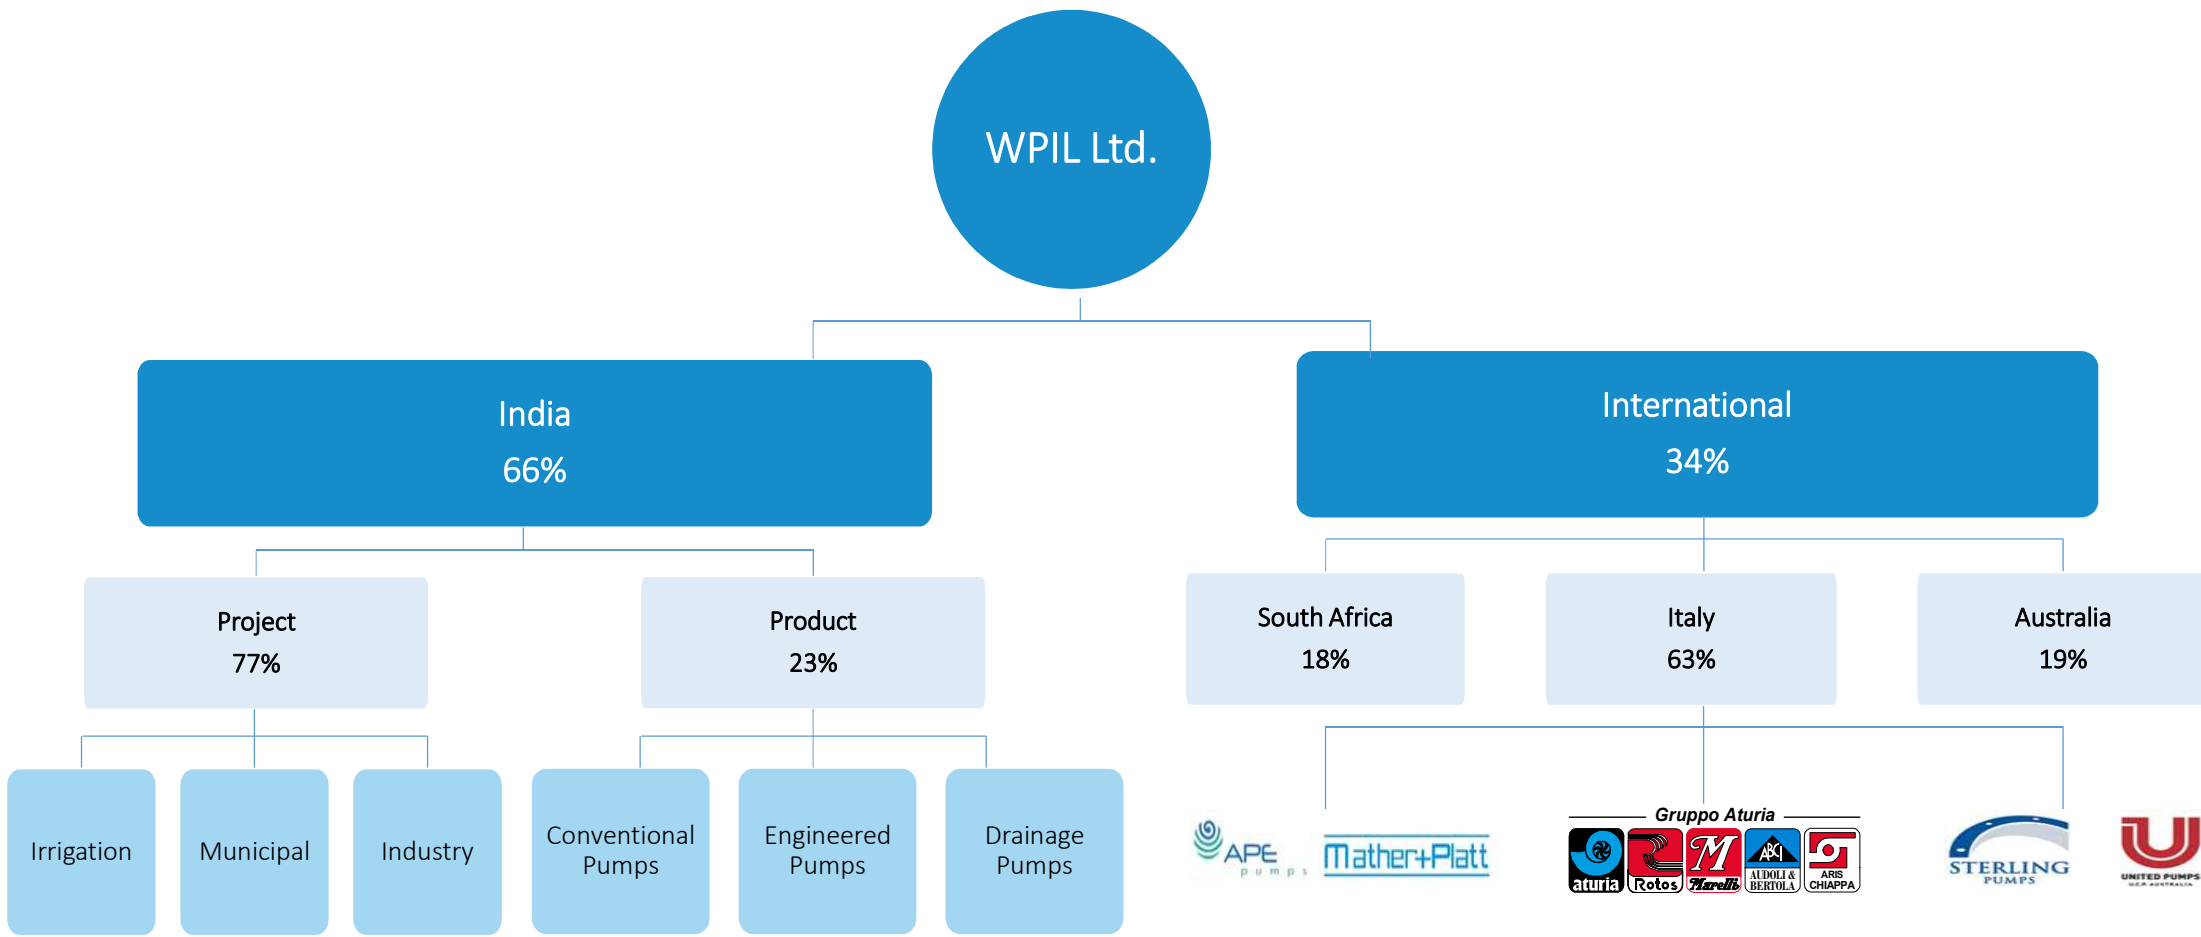 WPIL Ltd.
India
66%
International
34%
Project
77%
Product
23%
South Africa
18%
Italy
63%
Australia
19%
Irrigation
Municipal
Industry
Conventional
Pumps
Engineered
Pumps
Drainage
Pumps
APE
pumps
Mather+Platt
Gruppo Aturia
aturia
Rotos
Marelli
ABCI
AUDOLI &
BERTOLA
ARIS
CHIAPPA
STERLING
PUMPS
UNITED PUMPS
U.C.P. AUSTRALIA